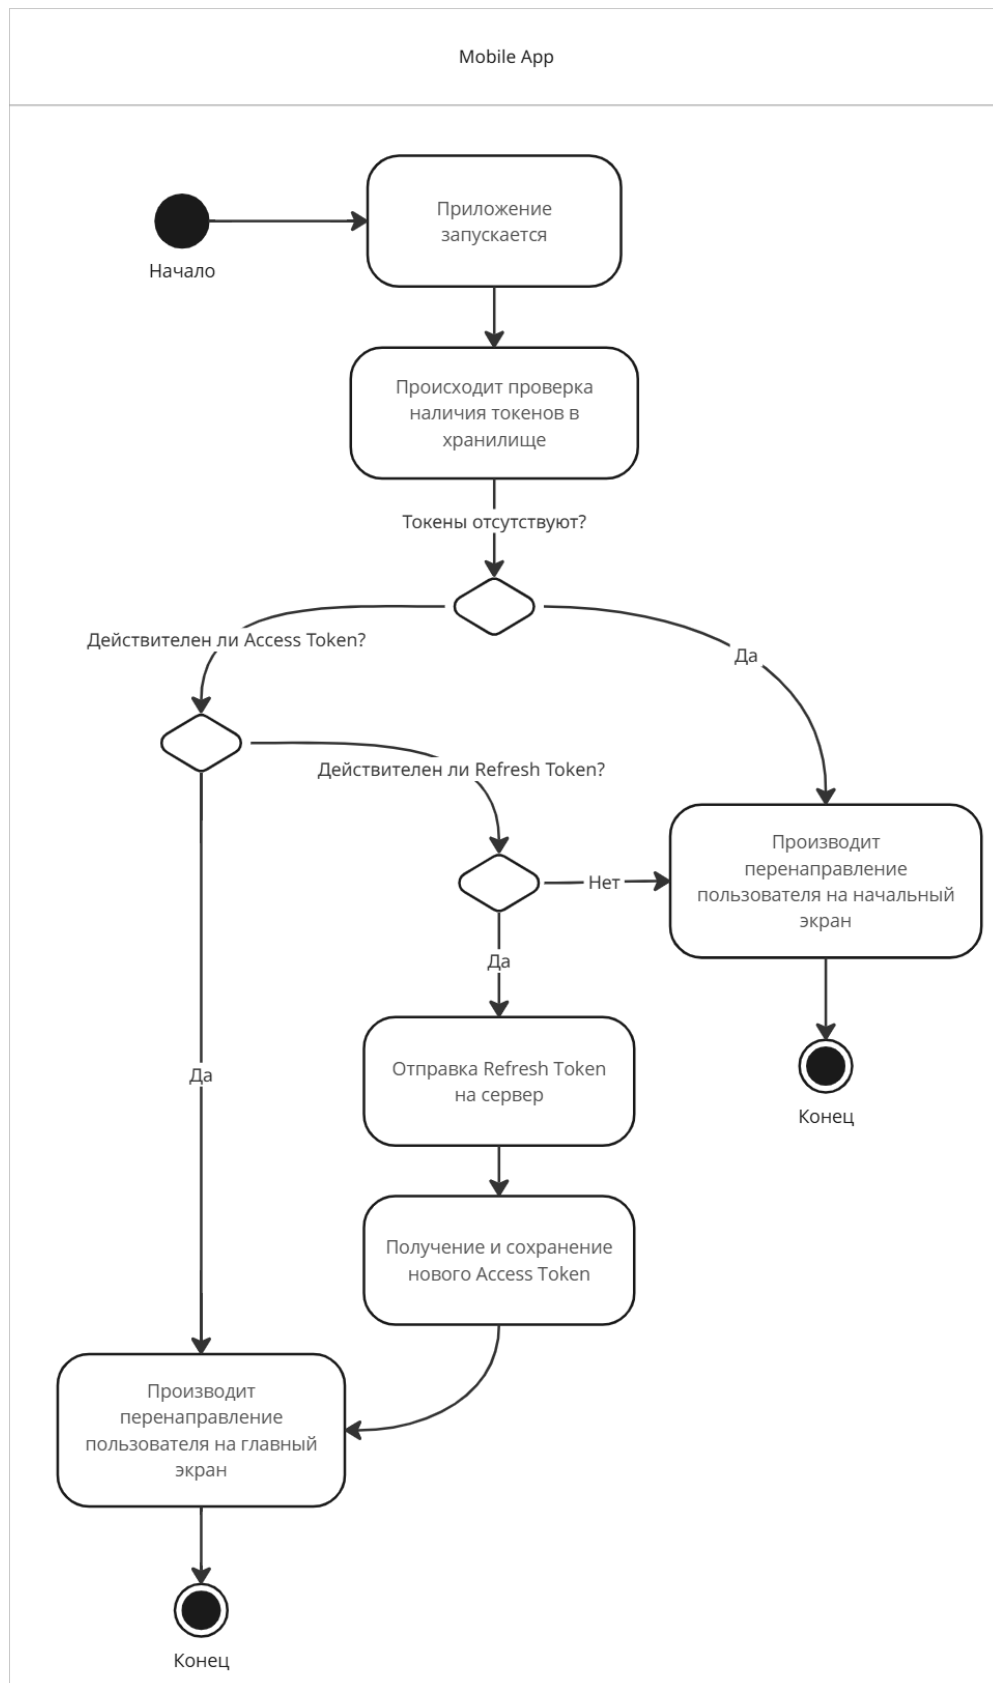 Mobile App
Приложение
запускается
Начало
Происходит проверка
наличия токенов в
хранилище
Токены отсутствуют?
Действителен ли Access Token?
Да
Действителен ли Refresh Token?
Производит
перенаправление
пользователя на начальный
экран
Нет
Да
Отправка Refresh Token
на сервер
Да
Конец
Получение и сохранение
нового Access Token
Производит
перенаправление
пользователя на главный
экран
Конец